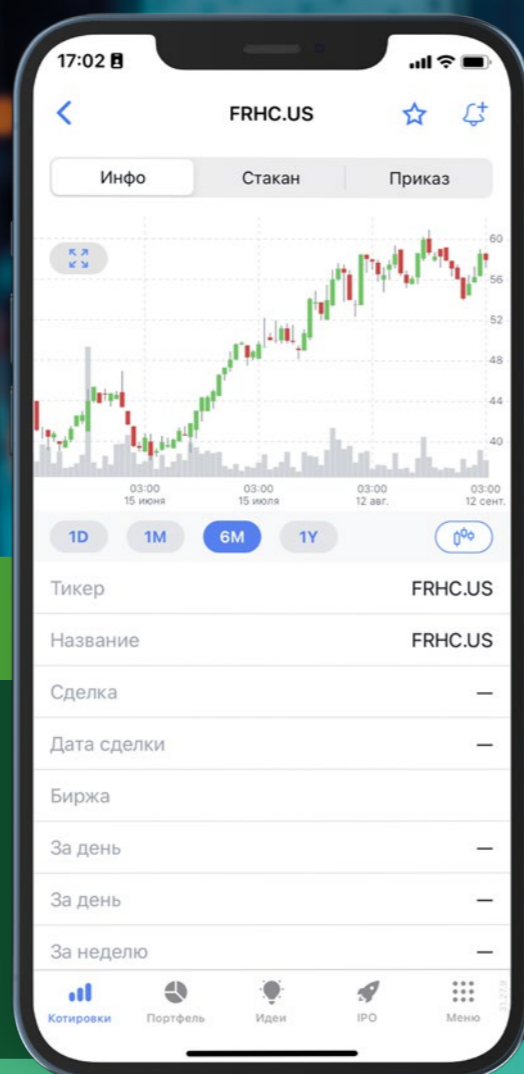 17:02
FRHC.US
Инфо Стакан Приказ
60
56
52
48
44
40
03:00 03:00 03:00 03:00
15 июня 15 июля 12 авг. 12 сент.
1D 1M 6M 1Y
Тикер FRHC.US
Название FRHC.US
Сделка —
Дата сделки —
Биржа
За день —
За день —
За неделю —
Котировки Портфель Идеи IPO Меню